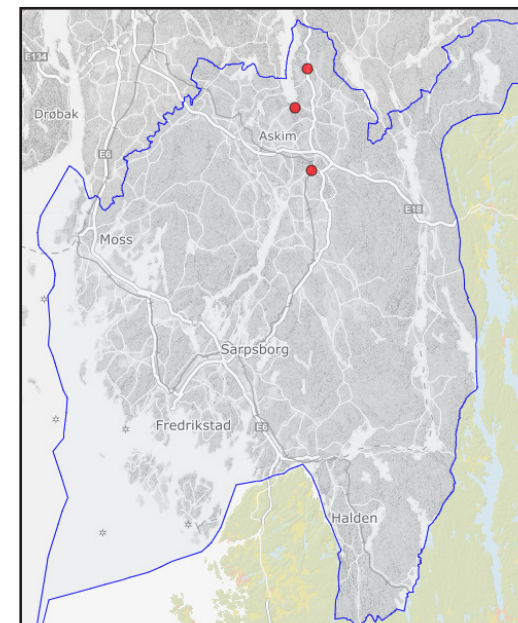 E134
Drøbak
Askim
E6
E18
Moss
Sarpsborg
Fredrikstad
E6
Halden